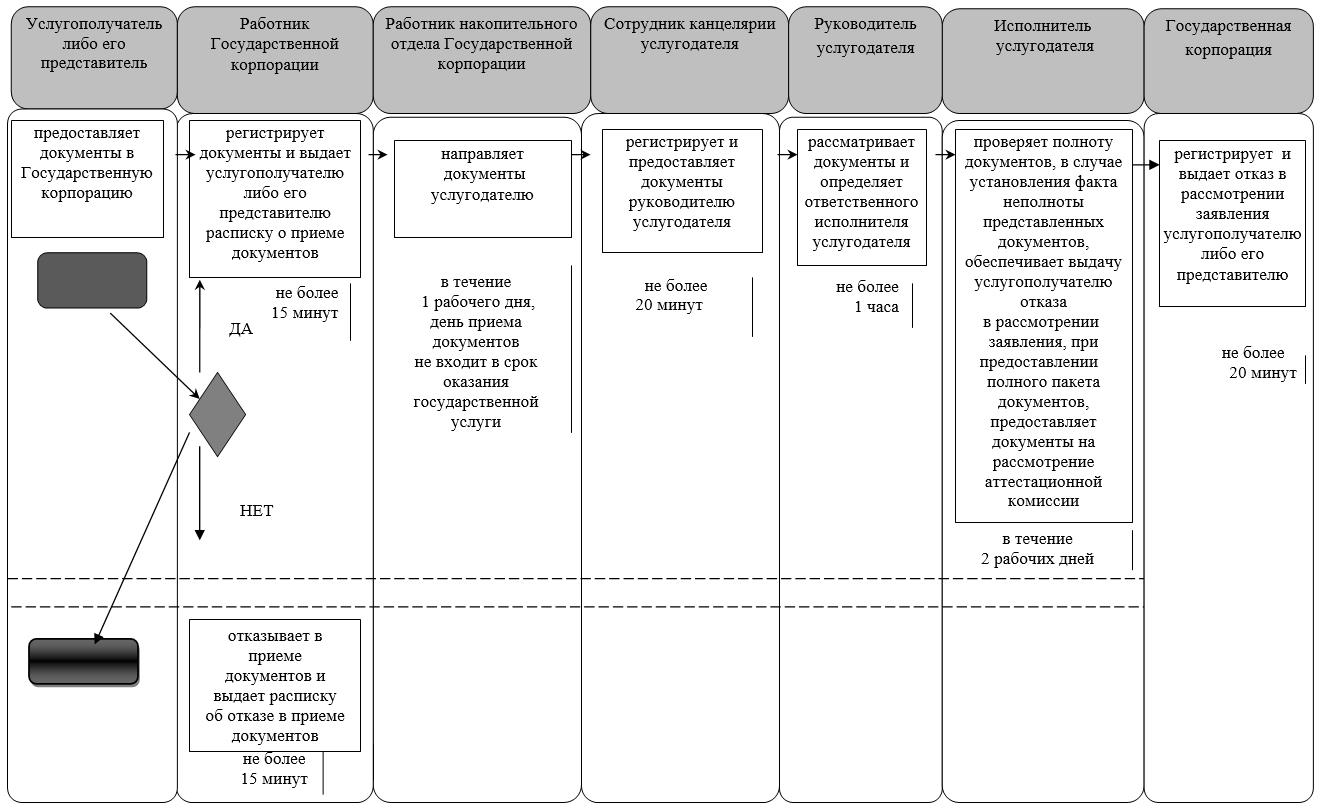 Услугополучатель
либо его
представитель
Работник
Государственной
корпорации
Работник накопительного
отдела Государственной
корпорации
Сотрудник канцелярии
услугодателя
Руководитель
услугодателя
Исполнитель
услугодателя
Государственная
корпорация
предоставляет
документы в
Государственную
корпорацию
регистрирует
документы и выдает
услугополучателю
либо его
представителю
расписку о приеме
документов
не более
15 минут
ДА
НЕТ
отказывает в
приеме
документов и
выдает расписку
об отказе в приеме
документов
не более
15 минут
направляет
документы
услугодателю
в течение
1 рабочего дня,
день приема
документов
не входит в срок
оказания
государственной
услуги
регистрирует и
предоставляет
документы
руководителю
услугодателя
не более
20 минут
рассматривает
документы и
определяет
ответственного
исполнителя
услугодателя
не более
1 часа
проверяет полноту
документов, в случае
установления факта
неполноты
представленных
документов,
обеспечивает выдачу
услугополучателю
отказа
в рассмотрении
заявления, при
предоставлении
полного пакета
документов,
предоставляет
документы на
рассмотрение
аттестационной
комиссии
в течение
2 рабочих дней
регистрирует и
выдает отказ в
рассмотрении
заявления
услугополучателю
либо его
представителю
не более
20 минут